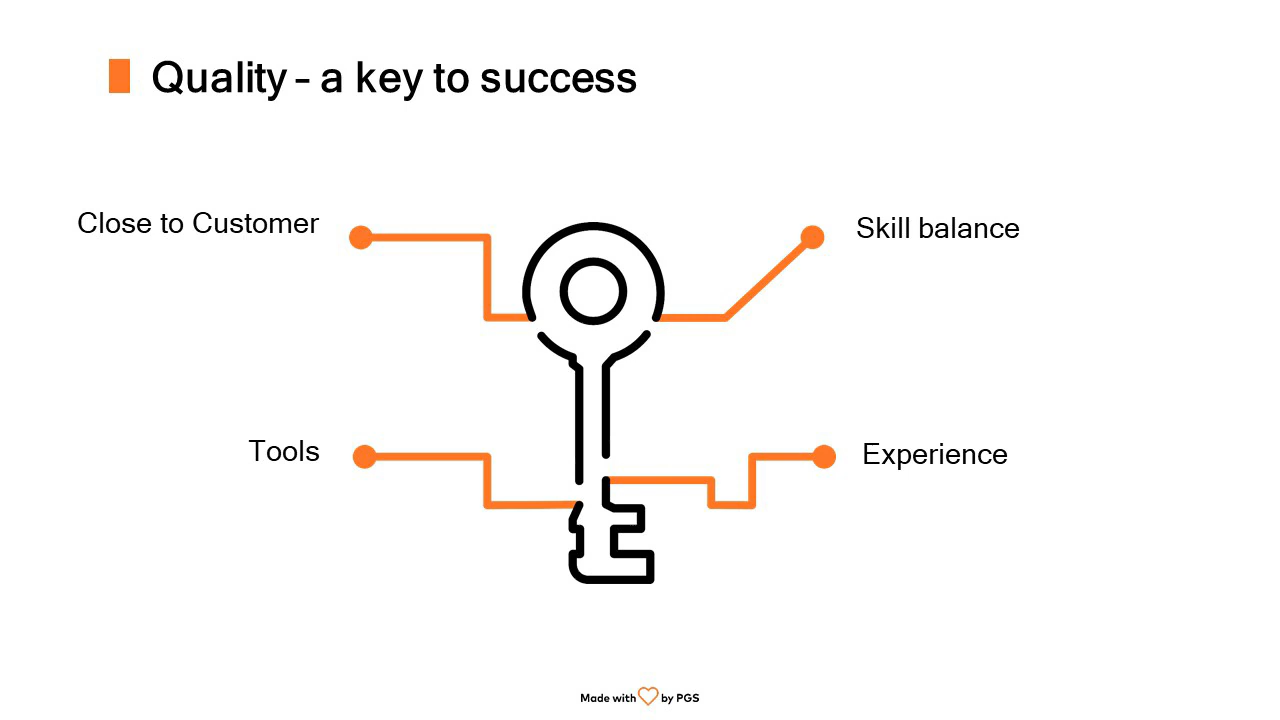 Quality – a key to success
Close to Customer
Skill balance
Tools
Experience
Made with by PGS